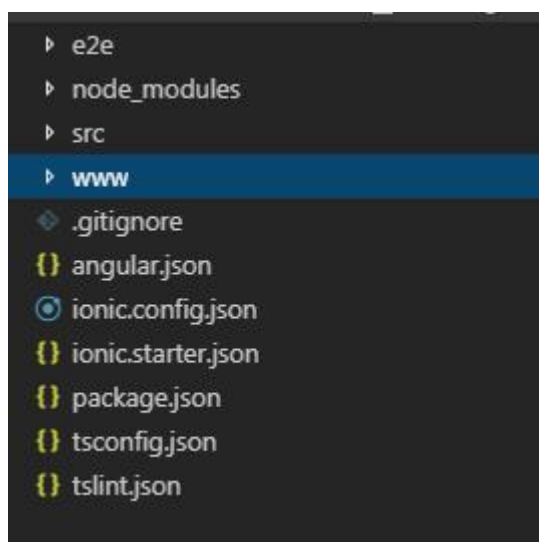 e2e
node_modules
src
www
.gitignore
angular.json
ionic.config.json
ionic.starter.json
package.json
tsconfig.json
tslint.json